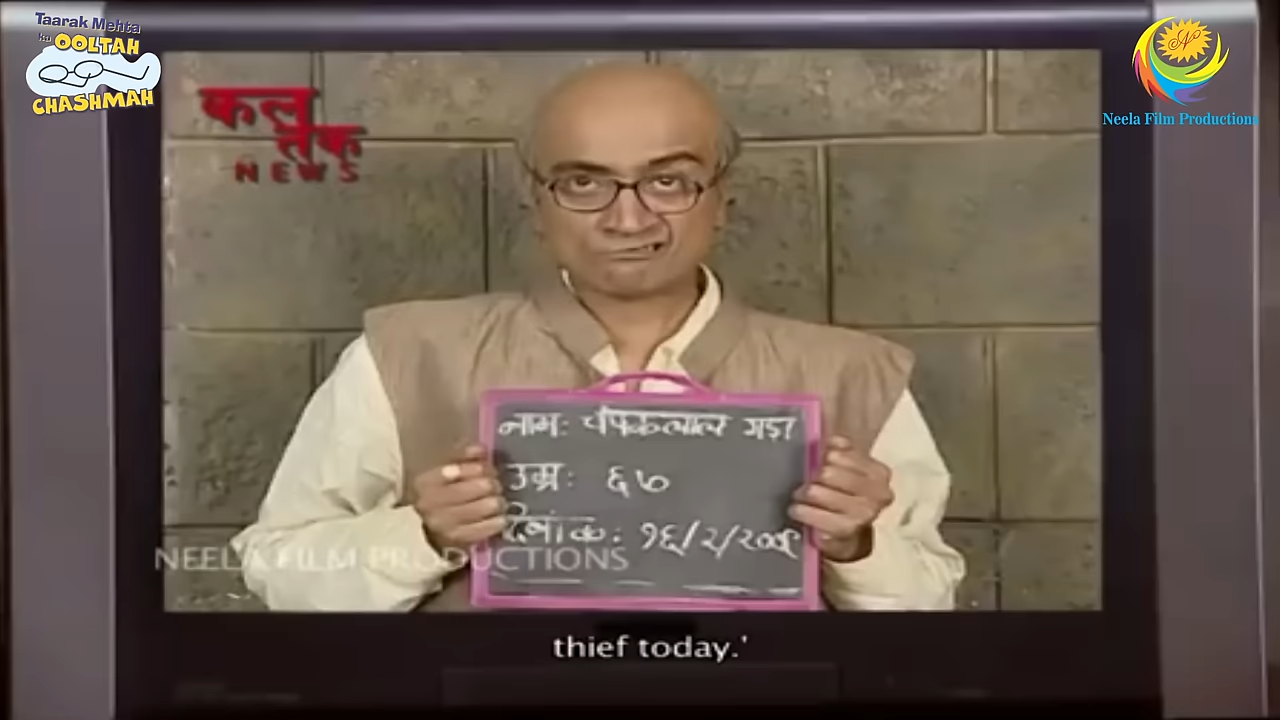 Taarak Mehta
ka OOLTAH
CHASHMAH
Neela Film Productions
कल
तक
NEWS
नाम: चंपकलाल गड़ा
उम्र: ६७
दिनांक: १६/२/२००९
NEELA FILM PRODUCTIONS
thief today.'